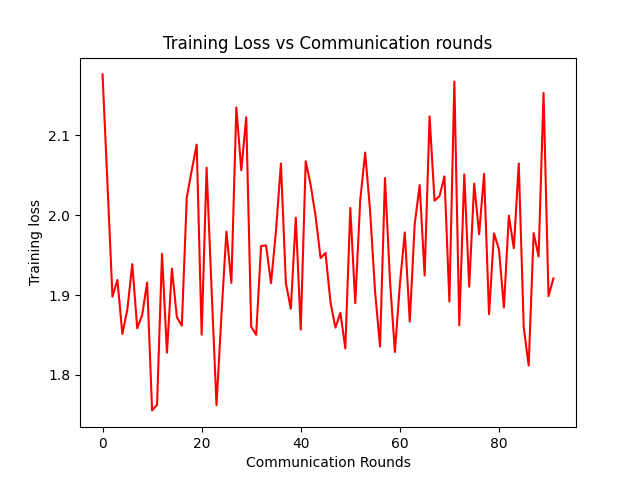 Training Loss vs Communication rounds
2.1
2.0
1.9
1.8
Training loss
0 20 40 60 80
Communication Rounds